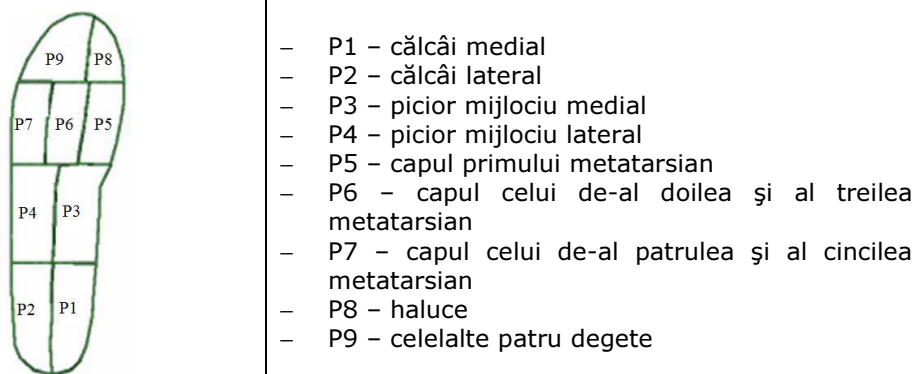 P9 P8
P7 P6 P5
P4 P3
P2 P1
– P1 – călcâi medial
– P2 – călcâi lateral
– P3 – picior mijlociu medial
– P4 – picior mijlociu lateral
– P5 – capul primului metatarsian
– P6 – capul celui de-al doilea şi al treilea
metatarsian
– P7 – capul celui de-al patrulea şi al cincilea
metatarsian
– P8 – haluce
– P9 – celelalte patru degete